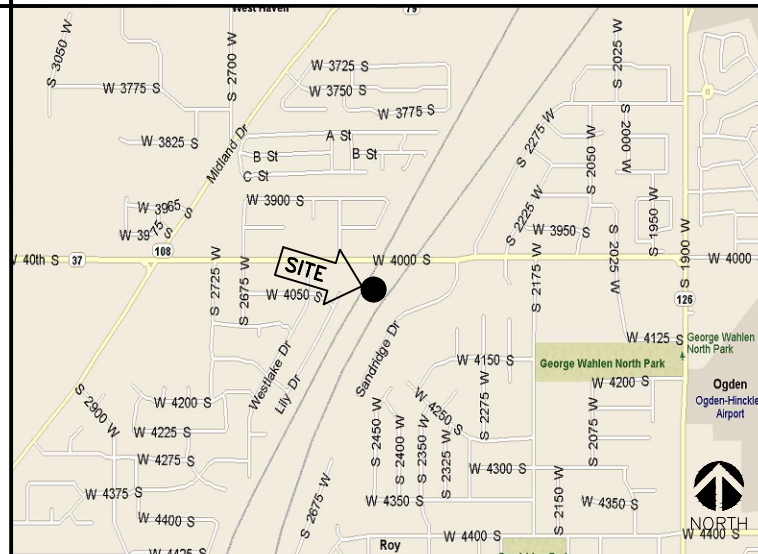 West Haven
79
S 3050 W
S 2700 W
W 3725 S
W 3750 S
W 3775 S
W 3775 S
S 2025 W
W 3825 S
Midland Dr
A St
B St
B St
C St
S 2275 W
S 2050 W
S 2000 W
W 3900 S
W 3965 S
W 3975 S
S 2225 W
W 3950 S
S 1950 W
S 1900 W
108
W 40th S
37
W 4000 S
W 4000
SITE
S 2725 W
S 2675 W
W 4050 S
S 2175 W
S 2025 W
126
Sandridge Dr
W 4125 S
George Wahlen
North Park
W 4150 S
George Wahlen North Park
Westlake Dr
Lily Dr
W 4200 S
Ogden
Ogden-Hinckle
Airport
S 2900 W
W 4200 S
W 4225 S
W 4275 S
W 4250 S
S 2275 W
S 2450 W
S 2400 W
S 2350 W
S 2325 W
S 2075 W
W 4300 S
W 4375 S
W 4350 S
W 4350 S
S 2150 W
S 2675 W
W 4400 S
NORTH
Roy
W 4400 S
W 4400 S
W 4425 S